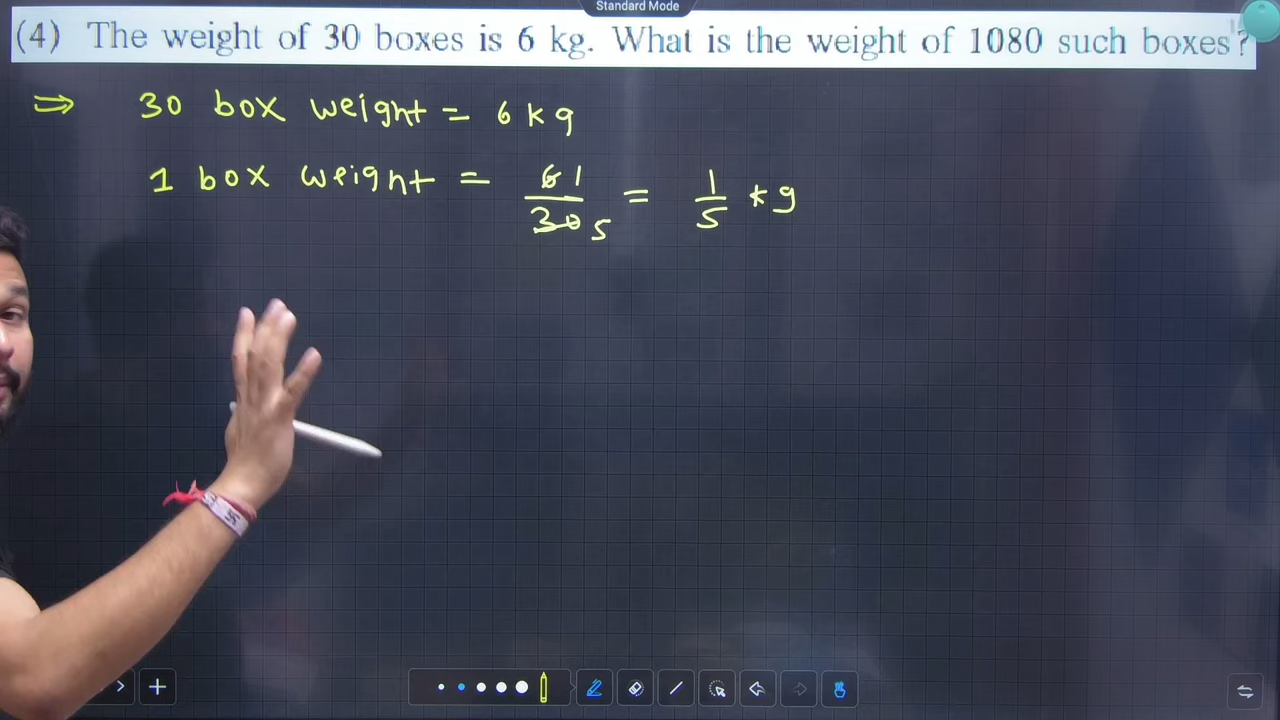 Standard Mode
(4) The weight of 30 boxes is 6 kg. What is the weight of 1080 such boxes?
⇒ 30 box weight = 6 kg
1 box weight = 6 1 / 30 5 = 1/5 kg